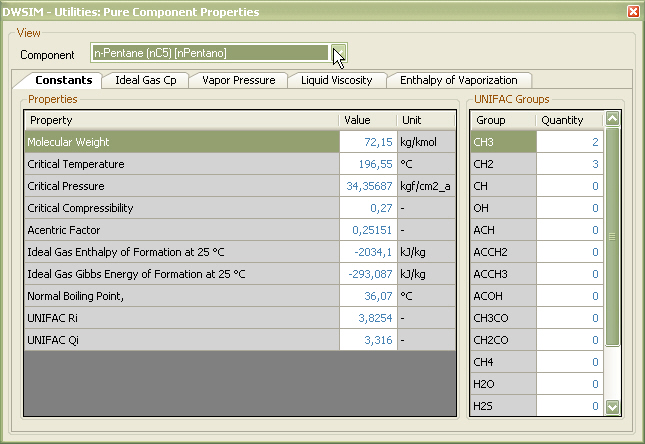 DWSIM - Utilities: Pure Component Properties
View
Component n-Pentane (nC5) [nPentano]
Constants Ideal Gas Cp Vapor Pressure Liquid Viscosity Enthalpy of Vaporization
Properties
Property Value Unit
Molecular Weight 72,15 kg/kmol
Critical Temperature 196,55 °C
Critical Pressure 34,35687 kgf/cm2_a
Critical Compressibility 0,27 -
Acentric Factor 0,25151 -
Ideal Gas Enthalpy of Formation at 25 °C -2034,1 kJ/kg
Ideal Gas Gibbs Energy of Formation at 25 °C -293,087 kJ/kg
Normal Boiling Point, 36,07 °C
UNIFAC Ri 3,8254 -
UNIFAC Qi 3,316 -
UNIFAC Groups
Group Quantity
CH3 2
CH2 3
CH 0
OH 0
ACH 0
ACCH2 0
ACCH3 0
ACOH 0
CH3CO 0
CH2CO 0
CH4 0
H2O 0
H2S 0